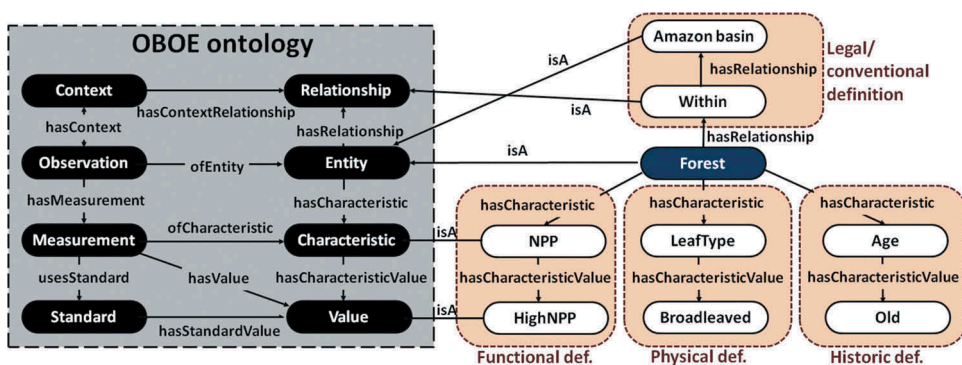 OBOE ontology
Context
hasContextRelationship
Relationship
hasContext
hasRelationship
Observation
ofEntity
Entity
hasMeasurement
hasCharacteristic
Measurement
ofCharacteristic
Characteristic
usesStandard
hasValue
hasCharacteristicValue
Standard
hasStandardValue
Value
isA
isA
isA
isA
isA
Amazon basin
hasRelationship
Within
Legal/
conventional
definition
hasRelationship
Forest
hasCharacteristic
NPP
hasCharacteristicValue
HighNPP
Functional def.
hasCharacteristic
LeafType
hasCharacteristicValue
Broadleaved
Physical def.
hasCharacteristic
Age
hasCharacteristicValue
Old
Historic def.